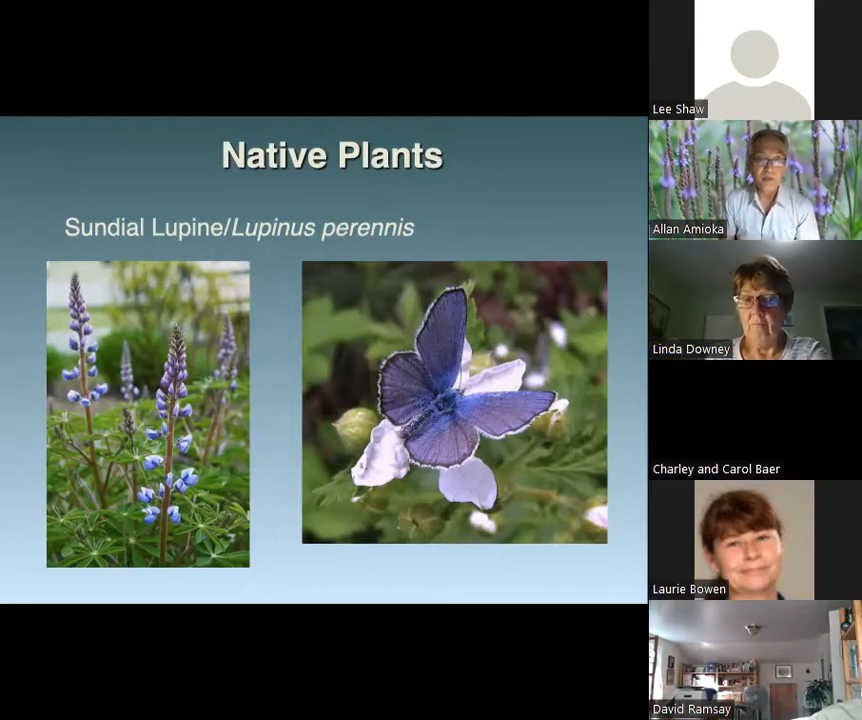 Native Plants
Sundial Lupine/Lupinus perennis
Lee Shaw
Allan Amioka
Linda Downey
Charley and Carol Baer
Laurie Bowen
David Ramsay